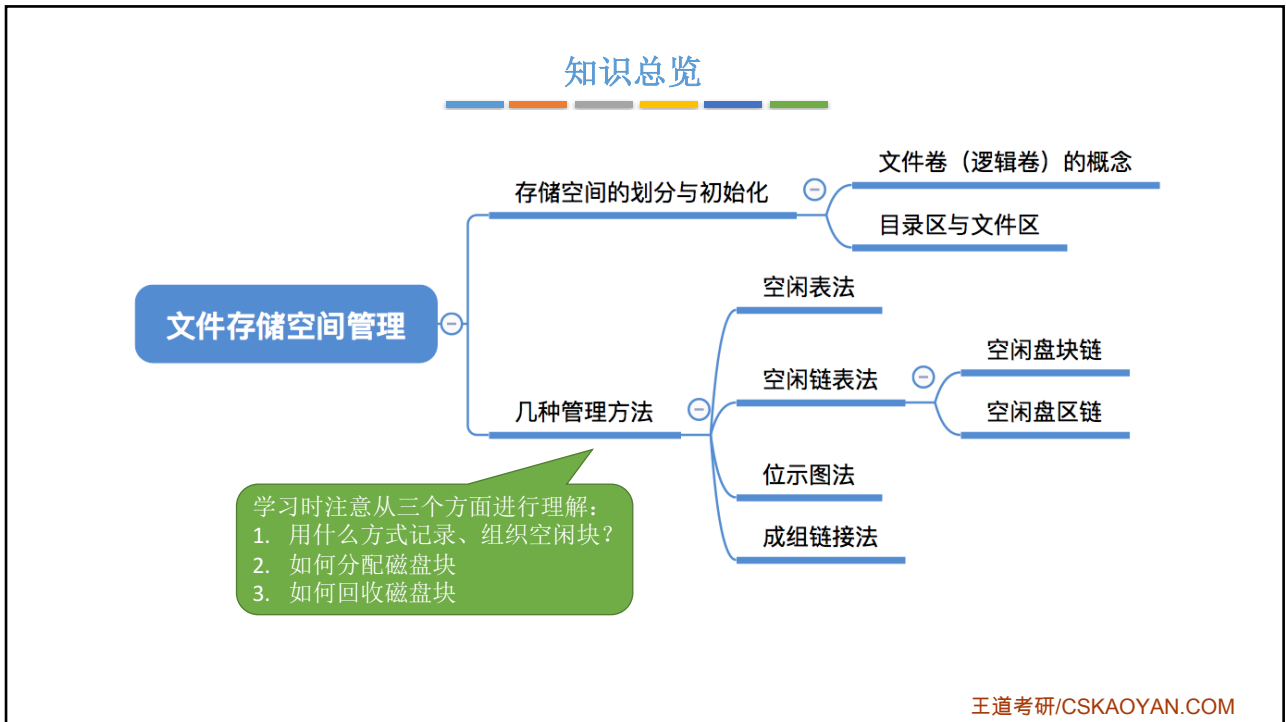 知识总览
文件卷（逻辑卷）的概念
存储空间的划分与初始化
目录区与文件区
空闲表法
文件存储空间管理
空闲盘块链
空闲链表法
空闲盘区链
几种管理方法
位示图法
成组链接法
学习时注意从三个方面进行理解：
1. 用什么方式记录、组织空闲块？
2. 如何分配磁盘块
3. 如何回收磁盘块
王道考研/CSKAOYAN.COM